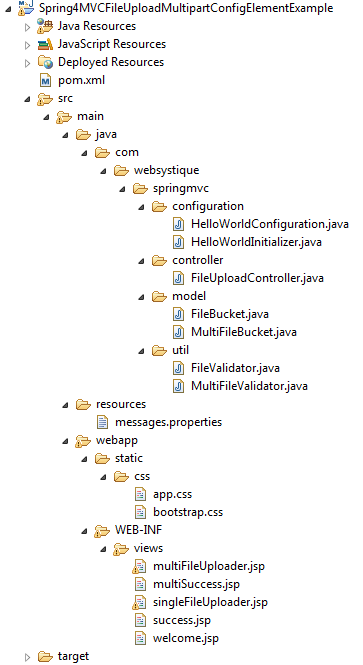 Spring4MVCFileUploadMultipartConfigElementExample
Java Resources
JavaScript Resources
Deployed Resources
pom.xml
src
main
java
com
websystique
springmvc
configuration
HelloWorldConfiguration.java
HelloWorldInitializer.java
controller
FileUploadController.java
model
FileBucket.java
MultiFileBucket.java
util
FileValidator.java
MultiFileValidator.java
resources
messages.properties
webapp
static
css
app.css
bootstrap.css
WEB-INF
views
multiFileUploader.jsp
multiSuccess.jsp
singleFileUploader.jsp
success.jsp
welcome.jsp
target